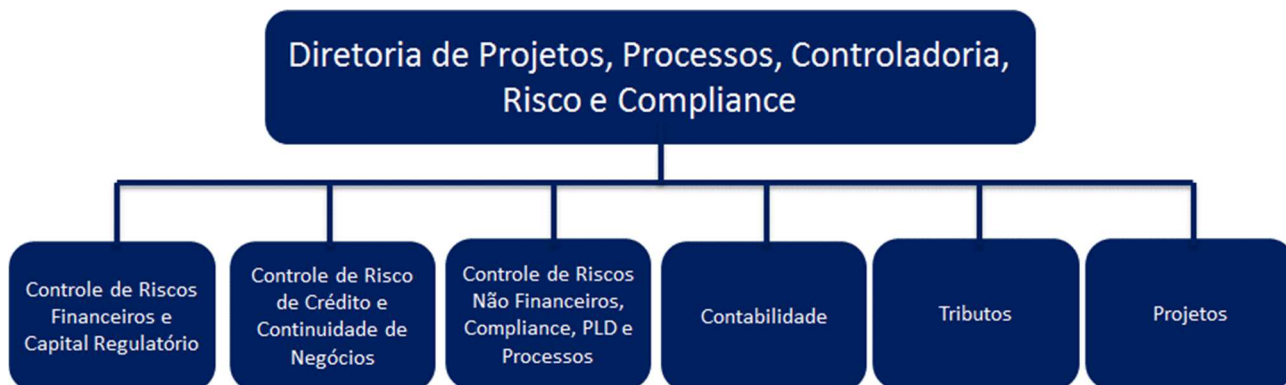 Diretoria de Projetos, Processos, Controladoria,
Risco e Compliance
Controle de Riscos
Financeiros e
Capital Regulatório
Controle de Risco
de Crédito e
Continuidade de
Negócios
Controle de Riscos
Não Financeiros,
Compliance, PLD e
Processos
Contabilidade
Tributos
Projetos